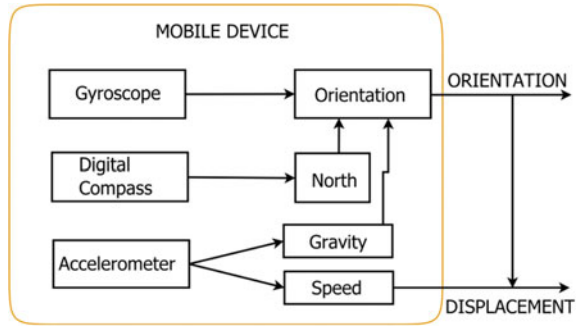 MOBILE DEVICE
Gyroscope
Orientation
ORIENTATION
Digital
Compass
North
Accelerometer
Gravity
Speed
DISPLACEMENT